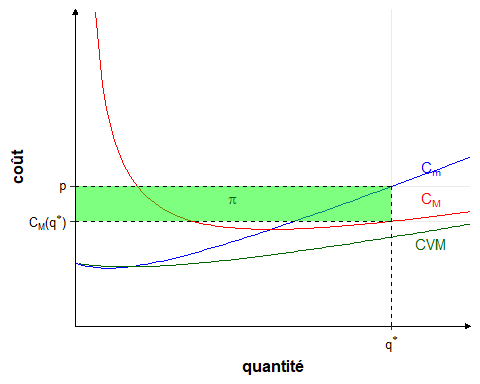 coût
C_m
p
π
C_M
C_M(q*)
CVM
q*
quantité